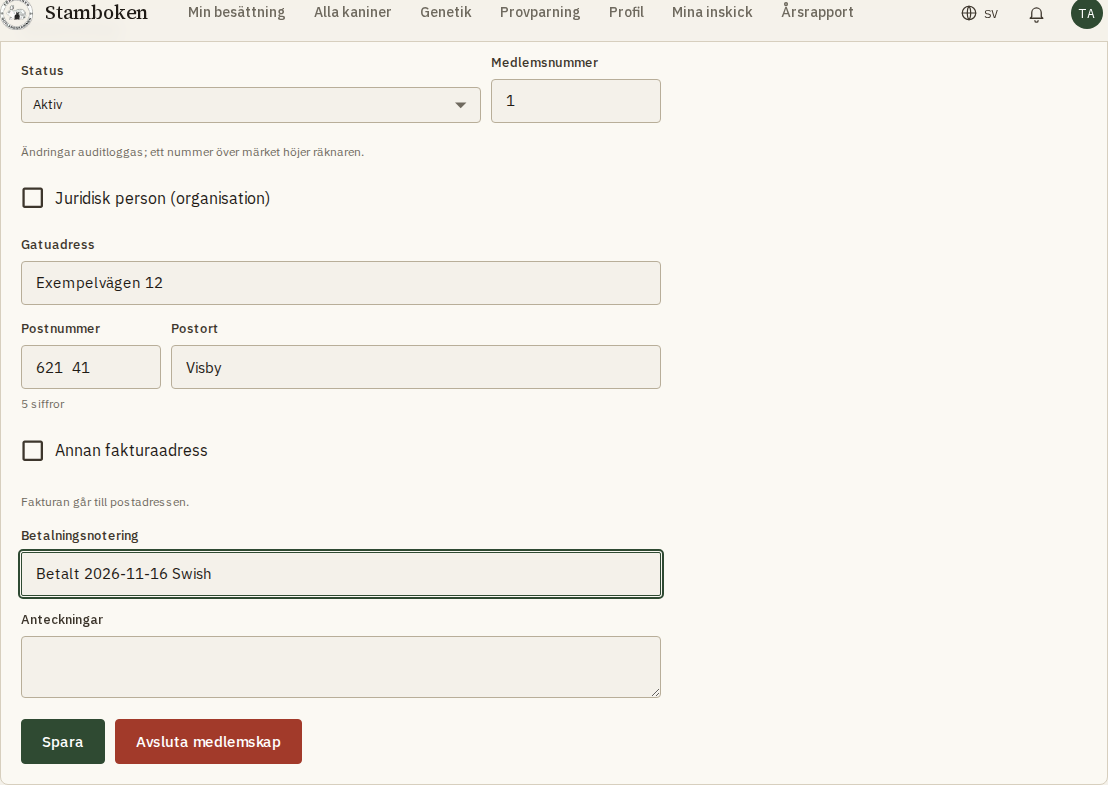 Stamboken Min besättning Alla kaniner Genetik Provparning Profil Mina inskick Årsrapport SV TA
Status Medlemsnummer
Aktiv 1
Ändringar auditloggas; ett nummer över märket höjer räknaren.
Juridisk person (organisation)
Gatuadress
Exempelvägen 12
Postnummer Postort
621 41 Visby
5 siffror
Annan fakturaadress
Fakturan går till postadressen.
Betalningsnotering
Betalt 2026-11-16 Swish
Anteckningar
Spara Avsluta medlemskap